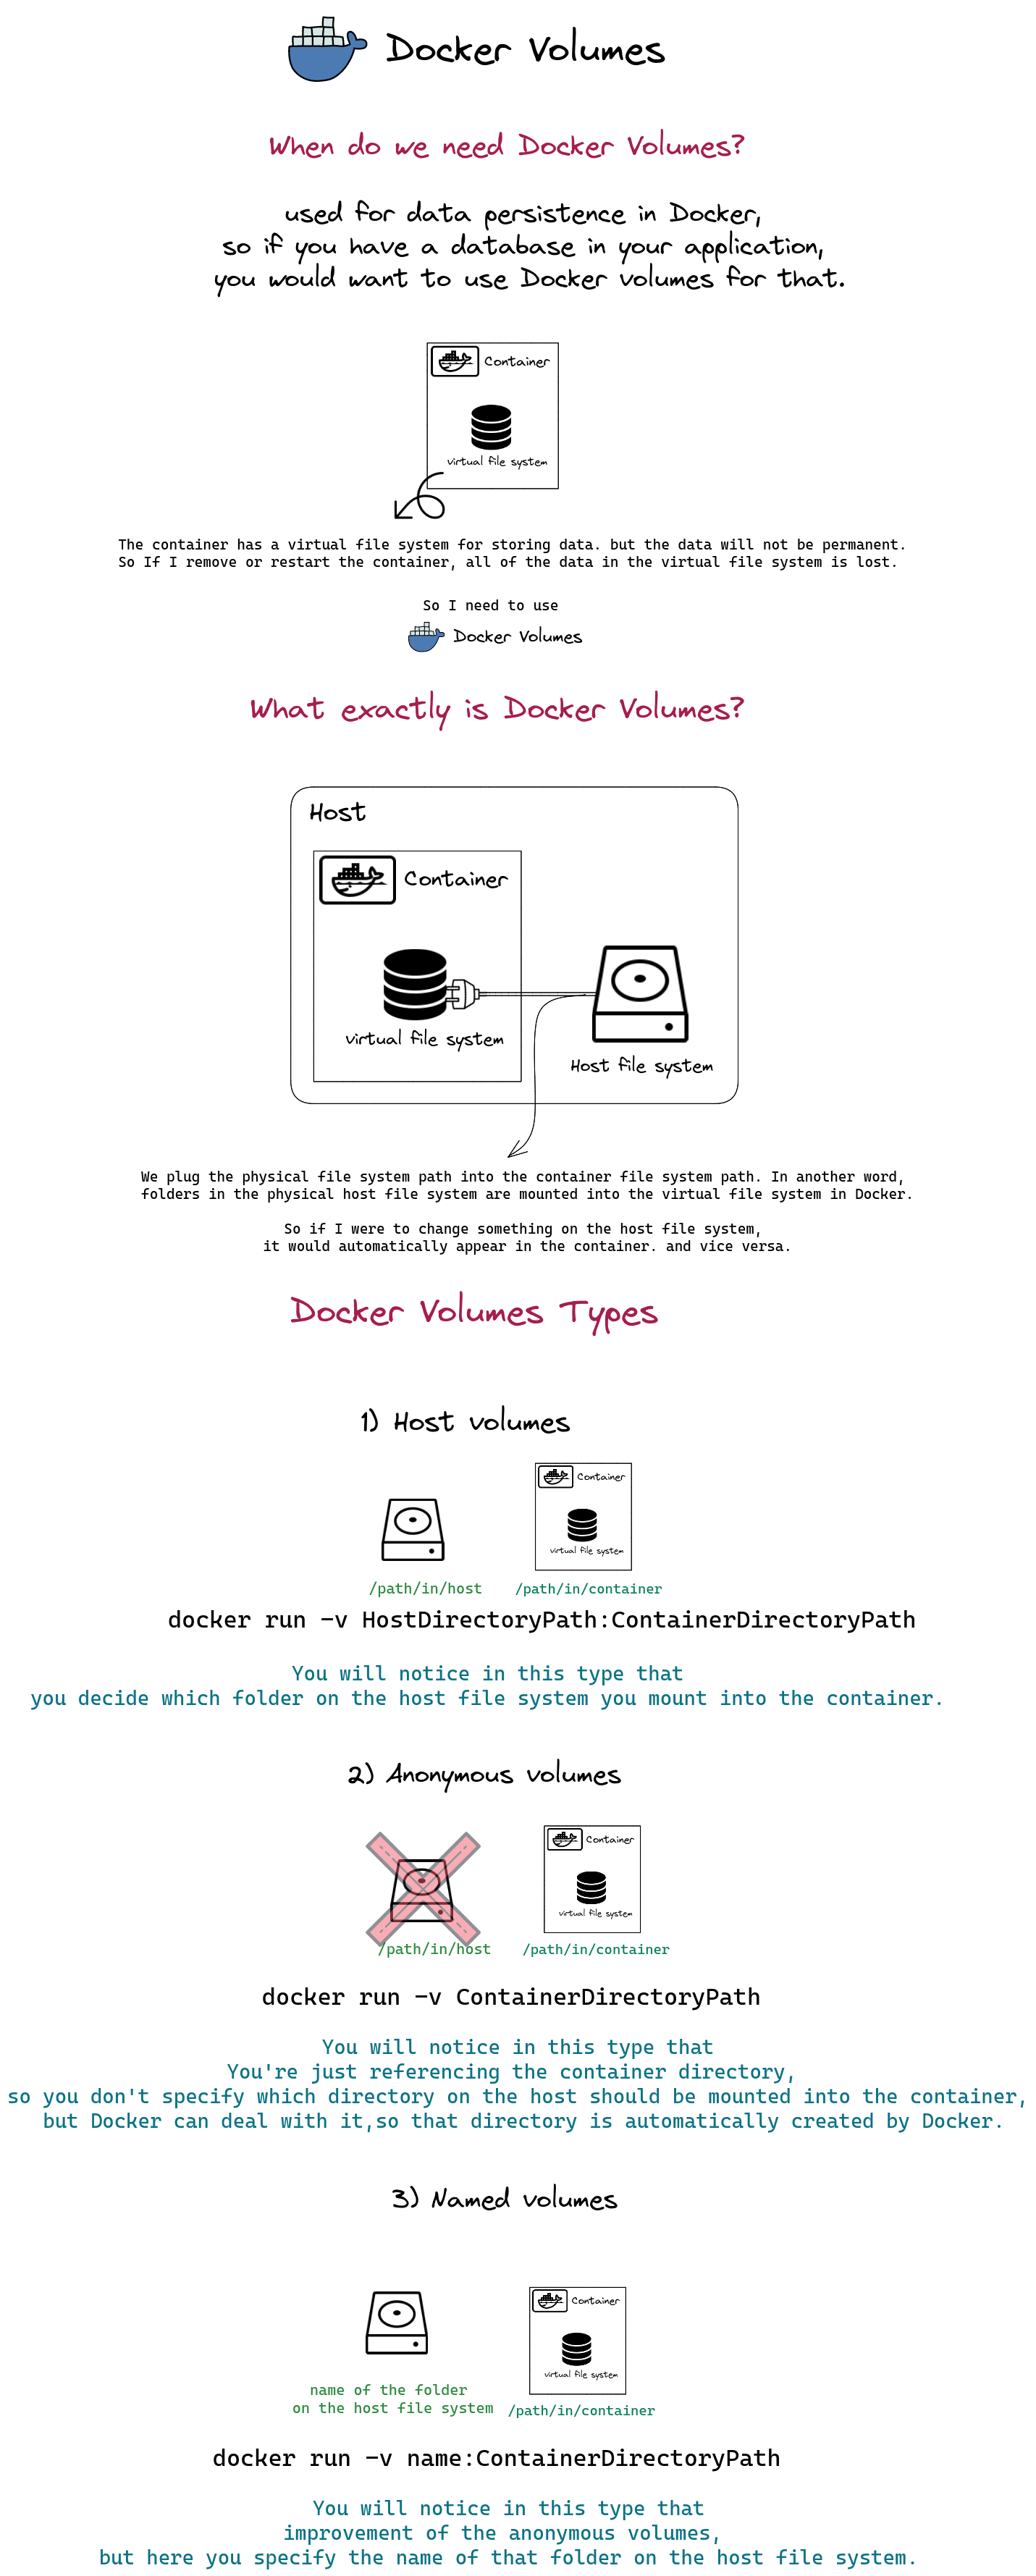 Docker Volumes
When do we need Docker Volumes?
used for data persistence in Docker,
so if you have a database in your application,
you would want to use Docker volumes for that.
Container
virtual file system
The container has a virtual file system for storing data. but the data will not be permanent.
So If I remove or restart the container, all of the data in the virtual file system is lost.
So I need to use
Docker Volumes
What exactly is Docker Volumes?
Host
Container
virtual file system
Host file system
We plug the physical file system path into the container file system path. In another word,
folders in the physical host file system are mounted into the virtual file system in Docker.
So if I were to change something on the host file system,
it would automatically appear in the container. and vice versa.
Docker Volumes Types
1) Host volumes
Container
virtual file system
/path/in/host
/path/in/container
docker run -v HostDirectoryPath:ContainerDirectoryPath
You will notice in this type that
you decide which folder on the host file system you mount into the container.
2) Anonymous volumes
Container
virtual file system
/path/in/host
/path/in/container
docker run -v ContainerDirectoryPath
You will notice in this type that
You're just referencing the container directory,
so you don't specify which directory on the host should be mounted into the container,
but Docker can deal with it,so that directory is automatically created by Docker.
3) Named volumes
Container
virtual file system
name of the folder
on the host file system
/path/in/container
docker run -v name:ContainerDirectoryPath
You will notice in this type that
improvement of the anonymous volumes,
but here you specify the name of that folder on the host file system.